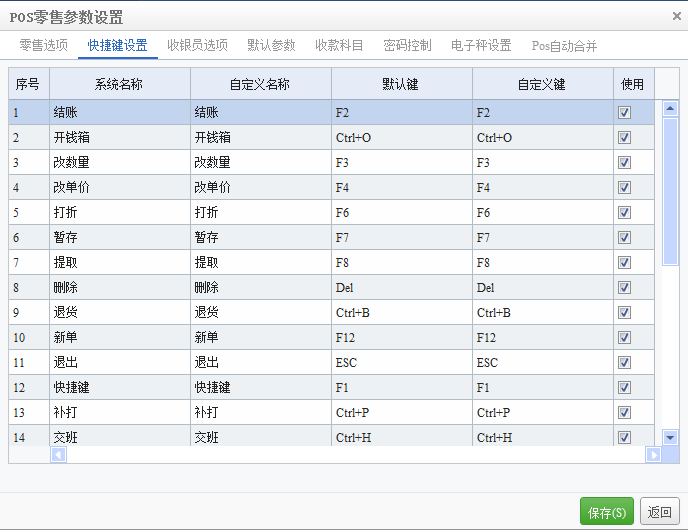 POS零售参数设置
零售选项 快捷键设置 收银员选项 默认参数 收款科目 密码控制 电子秤设置 Pos自动合并
序号 系统名称 自定义名称 默认键 自定义键 使用
1 结账 结账 F2 F2
2 开钱箱 开钱箱 Ctrl+O Ctrl+O
3 改数量 改数量 F3 F3
4 改单价 改单价 F4 F4
5 打折 打折 F6 F6
6 暂存 暂存 F7 F7
7 提取 提取 F8 F8
8 删除 删除 Del Del
9 退货 退货 Ctrl+B Ctrl+B
10 新单 新单 F12 F12
11 退出 退出 ESC ESC
12 快捷键 快捷键 F1 F1
13 补打 补打 Ctrl+P Ctrl+P
14 交班 交班 Ctrl+H Ctrl+H
保存(S) 返回